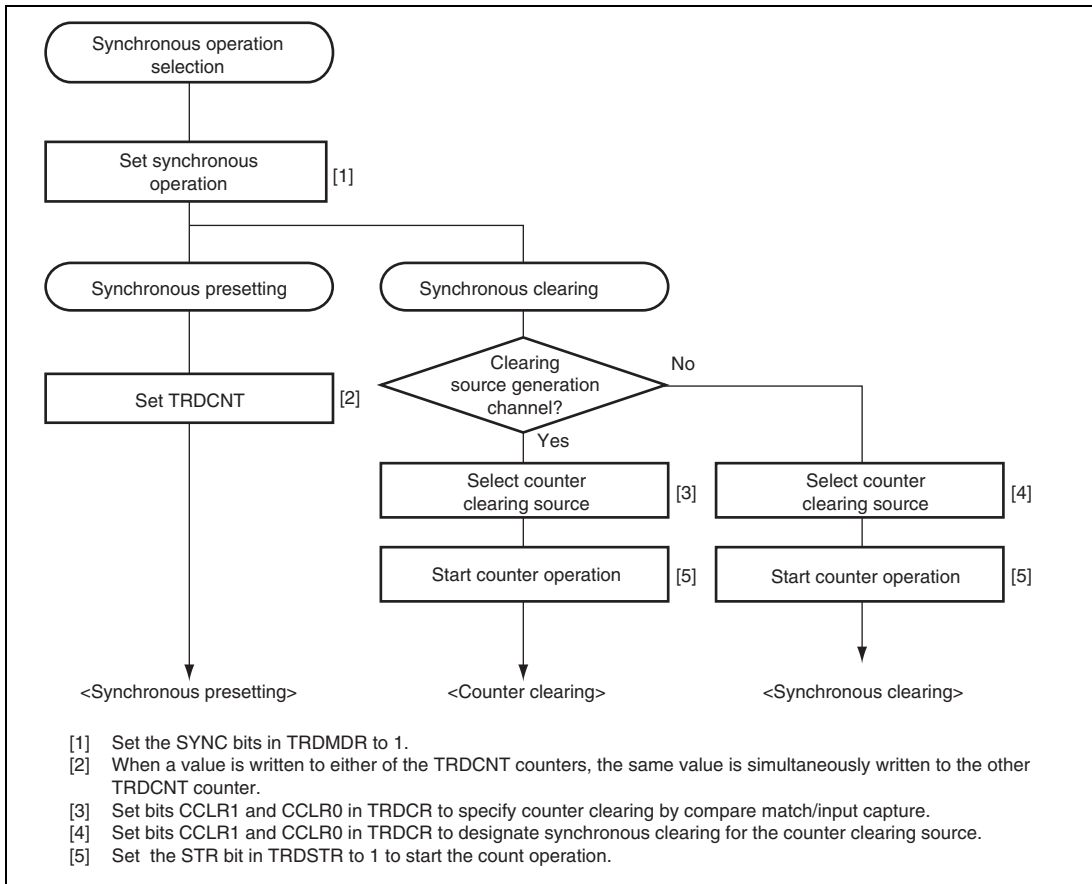 Synchronous operation
selection
Set synchronous
operation
[1]
Synchronous presetting
Synchronous clearing
Set TRDCNT
[2]
Clearing
source generation
channel?
No
Yes
Select counter
clearing source
[3]
Select counter
clearing source
[4]
Start counter operation
[5]
Start counter operation
[5]
<Synchronous presetting>
<Counter clearing>
<Synchronous clearing>
[1] Set the SYNC bits in TRDMDR to 1.
[2] When a value is written to either of the TRDCNT counters, the same value is simultaneously written to the other
TRDCNT counter.
[3] Set bits CCLR1 and CCLR0 in TRDCR to specify counter clearing by compare match/input capture.
[4] Set bits CCLR1 and CCLR0 in TRDCR to designate synchronous clearing for the counter clearing source.
[5] Set the STR bit in TRDSTR to 1 to start the count operation.